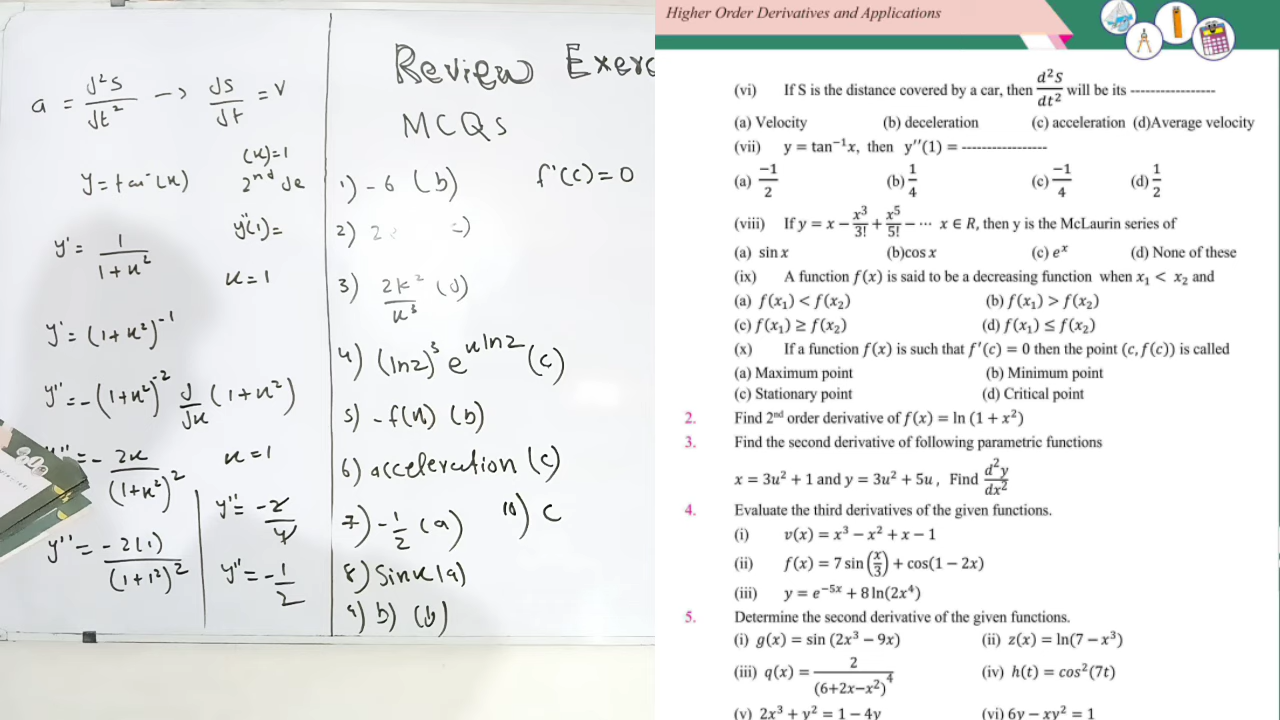 a = d²s/dt² → ds/dt = v
(x)=1
y = tan⁻¹(x)
2nd de
y' = 1/(1+x²)
y''(1)=
x = 1
y' = (1+x²)⁻¹
y'' = -(1+x²)⁻² d/dx (1+x²)
= - 2x/(1+x²)²
x = 1
y'' = -2(1)/(1+1²)²
y'' = -2/4
y'' = -1/2
Review Exerc
MCQs
1) -6 (b)
f'(c) = 0
2) 2
3) 2k²/x³ (d)
4) (ln2)³ e^(x ln2) (c)
5) -f(x) (b)
6) acceleration (c)
7) -1/2 (a)
10) c
8) Sinx (a)
9) b) (b)
Higher Order Derivatives and Applications
(vi) If S is the distance covered by a car, then d²S/dt² will be its -----------------
(a) Velocity (b) deceleration (c) acceleration (d)Average velocity
(vii) y = tan⁻¹x, then y''(1) = -----------------
(a) -1/2 (b) 1/4 (c) -1/4 (d) 1/2
(viii) If y = x − x³/3! + x⁵/5! − ⋯ x ∈ R, then y is the McLaurin series of
(a) sin x (b)cos x (c) eˣ (d) None of these
(ix) A function f(x) is said to be a decreasing function when x₁ < x₂ and
(a) f(x₁) < f(x₂) (b) f(x₁) > f(x₂)
(c) f(x₁) ≥ f(x₂) (d) f(x₁) ≤ f(x₂)
(x) If a function f(x) is such that f'(c) = 0 then the point (c, f(c)) is called
(a) Maximum point (b) Minimum point
(c) Stationary point (d) Critical point
2. Find 2nd order derivative of f(x) = ln (1 + x²)
3. Find the second derivative of following parametric functions
x = 3u² + 1 and y = 3u² + 5u , Find d²y/dx²
4. Evaluate the third derivatives of the given functions.
(i) v(x) = x³ − x² + x − 1
(ii) f(x) = 7 sin(x/3) + cos(1 − 2x)
(iii) y = e⁻⁵ˣ + 8 ln(2x⁴)
5. Determine the second derivative of the given functions.
(i) g(x) = sin (2x³ − 9x) (ii) z(x) = ln(7 − x³)
(iii) q(x) = 2/(6+2x−x²)⁴ (iv) h(t) = cos²(7t)
(v) 2x³ + y² = 1 − 4y (vi) 6y − xy² = 1